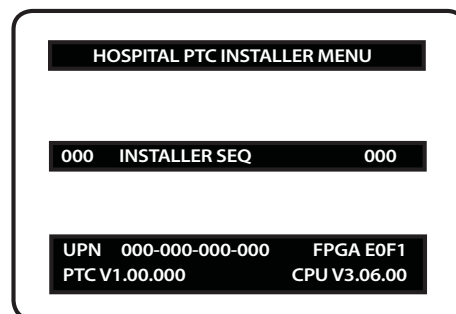 HOSPITAL PTC INSTALLER MENU
000 INSTALLER SEQ 000
UPN 000-000-000-000 FPGA E0F1
PTC V1.00.000 CPU V3.06.00